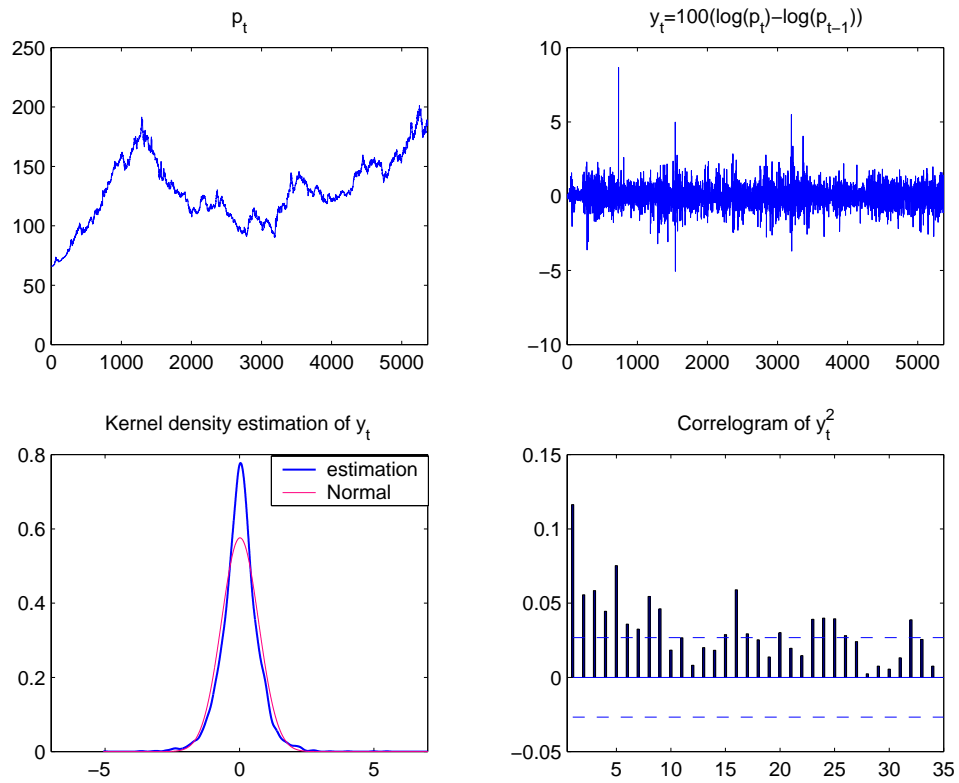 p_t
250
200
150
100
50
0
0 1000 2000 3000 4000 5000
y_t=100(log(p_t)−log(p_{t−1}))
10
5
0
−5
−10
0 1000 2000 3000 4000 5000
Kernel density estimation of y_t
0.8
0.6
0.4
0.2
0
−5 0 5
estimation
Normal
Correlogram of y_t^2
0.15
0.1
0.05
0
−0.05
5 10 15 20 25 30 35